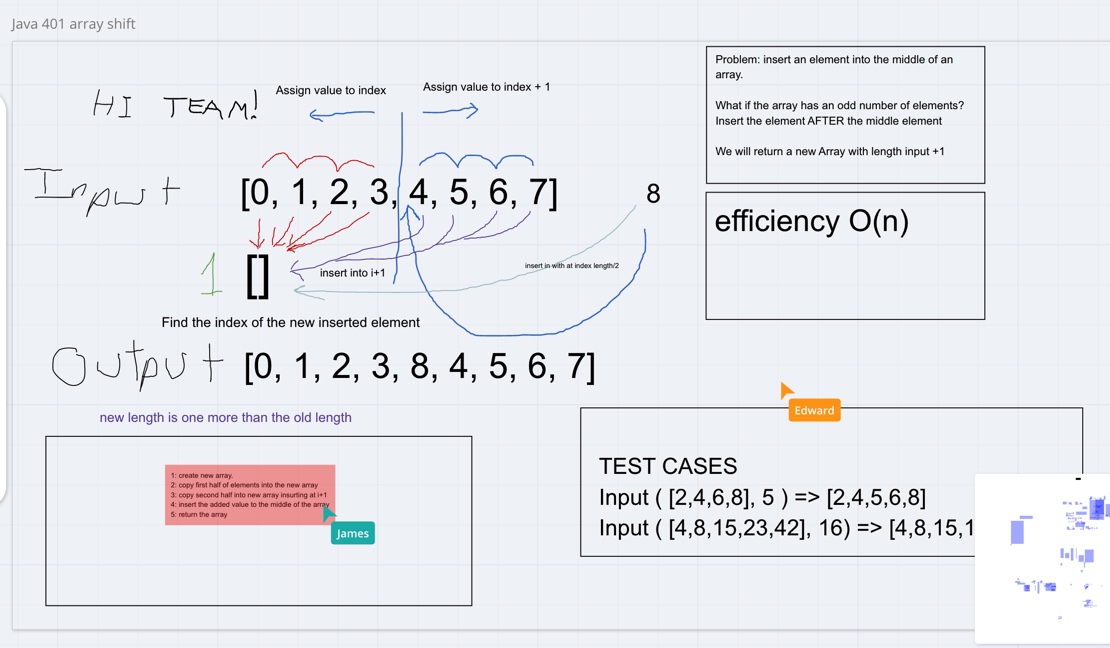 Java 401 array shift
HI TEAM!
Assign value to index
Assign value to index + 1
Input
[0, 1, 2, 3, 4, 5, 6, 7]
8
1
[]
insert into i+1
insert in with at index length/2
Find the index of the new inserted element
Output
[0, 1, 2, 3, 8, 4, 5, 6, 7]
new length is one more than the old length
1: create new array.
2: copy first half of elements into the new array
3: copy second half into new array insurting at i+1
4: insert the added value to the middle of the array
5: return the array
James
Problem: insert an element into the middle of an
array.
What if the array has an odd number of elements?
Insert the element AFTER the middle element
We will return a new Array with length input +1
efficiency O(n)
Edward
TEST CASES
Input ( [2,4,6,8], 5 ) => [2,4,5,6,8]
Input ( [4,8,15,23,42], 16) => [4,8,15,1